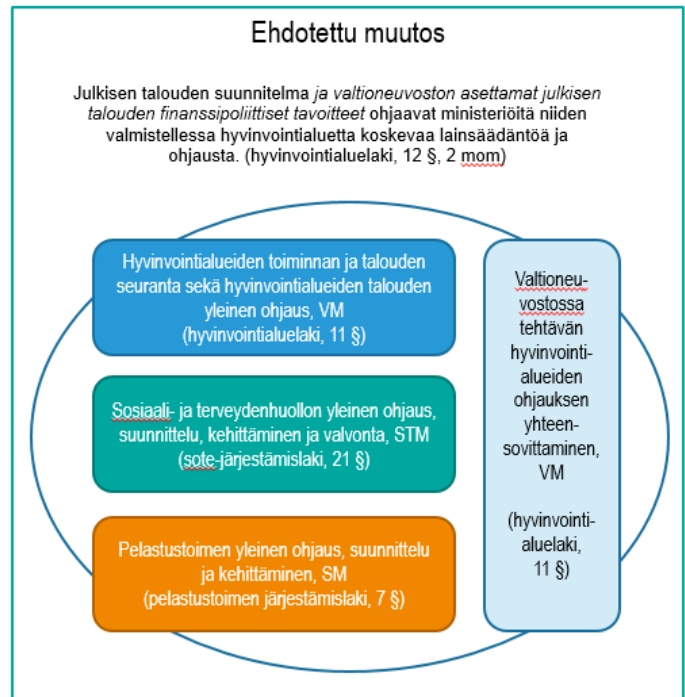 Ehdotettu muutos
Julkisen talouden suunnitelma ja valtioneuvoston asettamat julkisen
talouden finanssipoliittiset tavoitteet ohjaavat ministeriöitä niiden
valmistellessa hyvinvointialuetta koskevaa lainsäädäntöä ja
ohjausta. (hyvinvointialuelaki, 12 §, 2 mom)
Hyvinvointialueiden toiminnan ja talouden
seuranta sekä hyvinvointialueiden talouden
yleinen ohjaus, VM
(hyvinvointialuelaki, 11 §)
Sosiaali- ja terveydenhuollon yleinen ohjaus,
suunnittelu, kehittäminen ja valvonta, STM
(sote-järjestämislaki, 21 §)
Pelastustoimen yleinen ohjaus, suunnittelu
ja kehittäminen, SM
(pelastustoimen järjestämislaki, 7 §)
Valtioneu-
vostossa
tehtävän
hyvinvointi-
alueiden
ohjauksen
yhteen-
sovittaminen,
VM
(hyvinvointi-
aluelaki,
11 §)